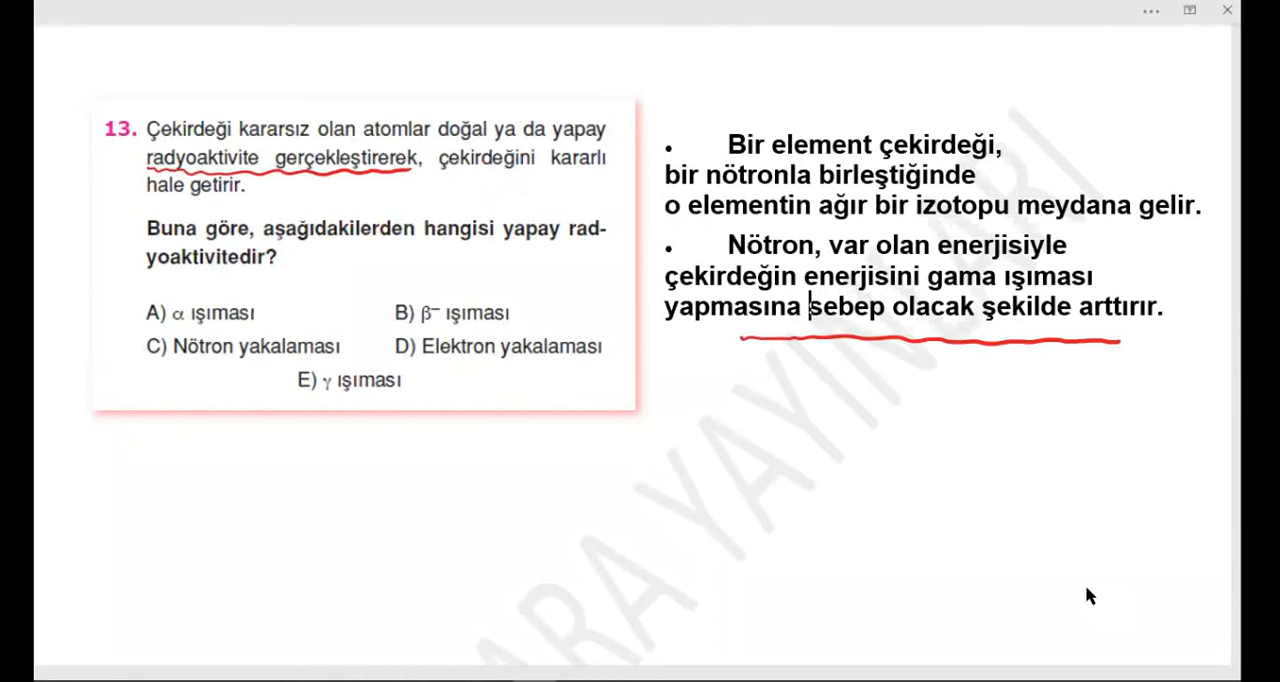 13. Çekirdeği kararsız olan atomlar doğal ya da yapay
radyoaktivite gerçekleştirerek, çekirdeğini kararlı
hale getirir.
Buna göre, aşağıdakilerden hangisi yapay rad-
yoaktivitedir?
A) α ışıması B) β⁻ ışıması
C) Nötron yakalaması D) Elektron yakalaması
E) γ ışıması
• Bir element çekirdeği,
bir nötronla birleştiğinde
o elementin ağır bir izotopu meydana gelir.
• Nötron, var olan enerjisiyle
çekirdeğin enerjisini gama ışıması
yapmasına sebep olacak şekilde arttırır.
ARA YAYINLARI